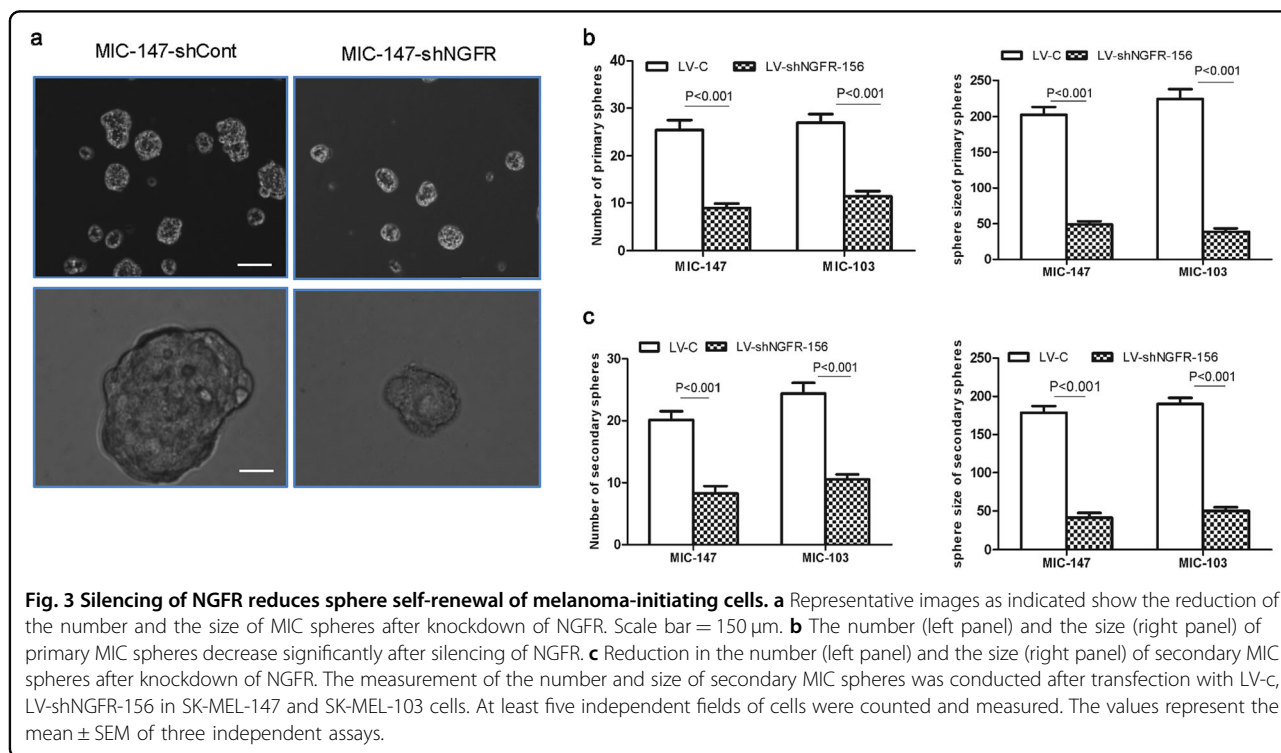 a
MIC-147-shCont
MIC-147-shNGFR
b
LV-C
LV-shNGFR-156
P<0.001
P<0.001
Number of primary spheres
40
30
20
10
0
MIC-147
MIC-103
LV-C
LV-shNGFR-156
P<0.001
P<0.001
sphere sizeof primary spheres
250
200
150
100
50
0
MIC-147
MIC-103
c
LV-C
LV-shNGFR-156
P<0.001
P<0.001
Number of secondary spheres
30
20
10
0
MIC-147
MIC-103
LV-C
LV-shNGFR-156
P<0.001
P<0.001
sphere size of secondary spheres
250
200
150
100
50
0
MIC-147
MIC-103
Fig. 3 Silencing of NGFR reduces sphere self-renewal of melanoma-initiating cells. a Representative images as indicated show the reduction of
the number and the size of MIC spheres after knockdown of NGFR. Scale bar = 150 μm. b The number (left panel) and the size (right panel) of
primary MIC spheres decrease significantly after silencing of NGFR. c Reduction in the number (left panel) and the size (right panel) of secondary MIC
spheres after knockdown of NGFR. The measurement of the number and size of secondary MIC spheres was conducted after transfection with LV-c,
LV-shNGFR-156 in SK-MEL-147 and SK-MEL-103 cells. At least five independent fields of cells were counted and measured. The values represent the
mean ± SEM of three independent assays.